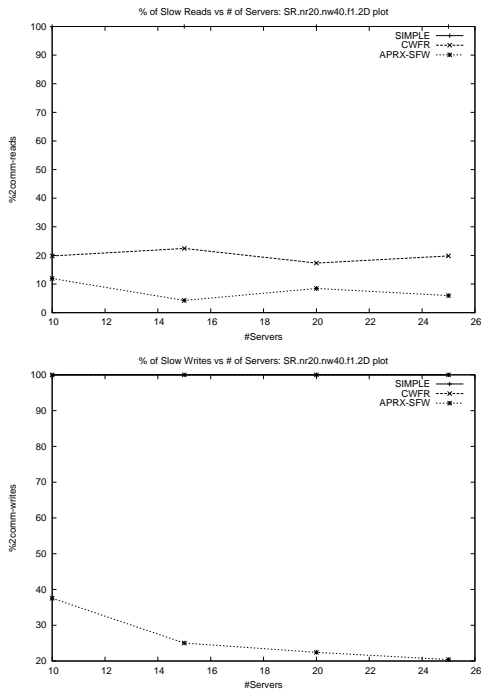 % of Slow Reads vs # of Servers: SR.nr20.nw40.f1.2D plot
SIMPLE
CWFR
APRX-SFW
100
90
80
70
60
50
40
30
20
10
0
%2comm-reads
10 12 14 16 18 20 22 24 26
#Servers
% of Slow Writes vs # of Servers: SR.nr20.nw40.f1.2D plot
SIMPLE
CWFR
APRX-SFW
100
90
80
70
60
50
40
30
20
%2comm-writes
10 12 14 16 18 20 22 24 26
#Servers